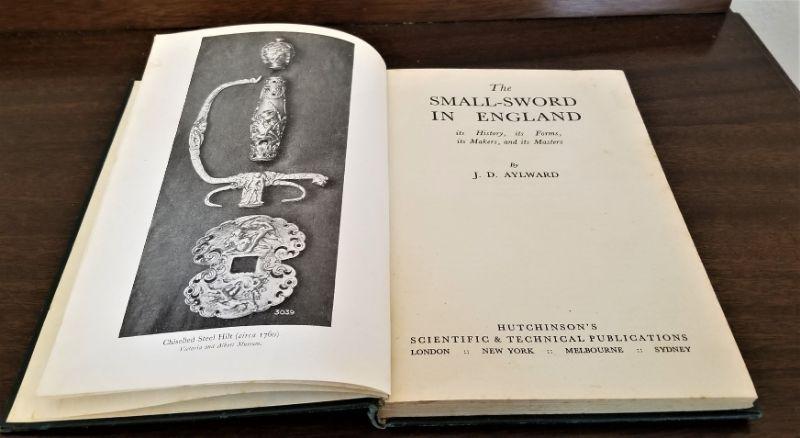 3039
Chiselled Steel Hilt (circa 1760)
Victoria and Albert Museum.
The
SMALL-SWORD
IN ENGLAND
its History, its Forms,
its Makers, and its Masters
By
J. D. AYLWARD
HUTCHINSON'S
SCIENTIFIC & TECHNICAL PUBLICATIONS
LONDON :: NEW YORK :: MELBOURNE :: SYDNEY